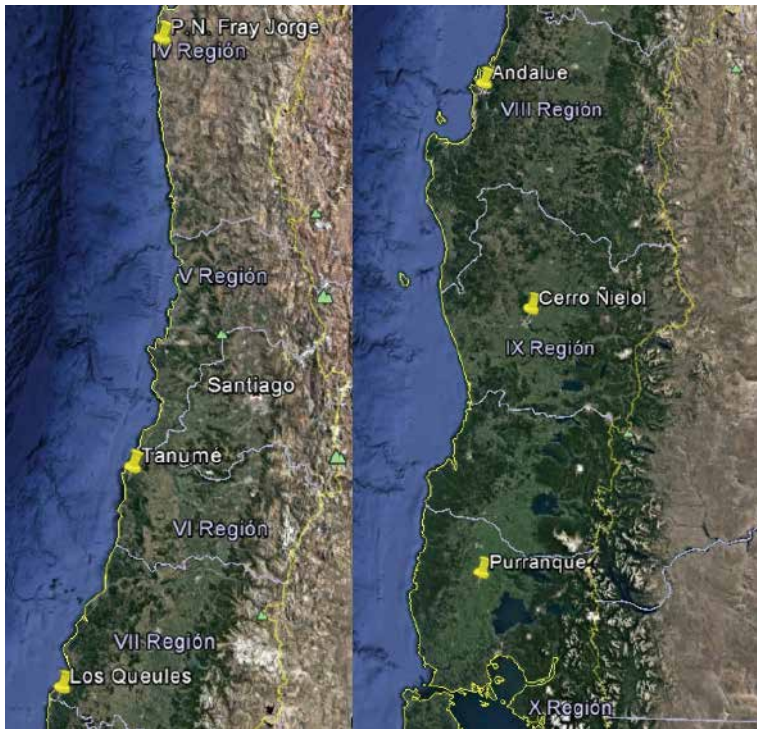 P.N. Fray Jorge
IV Región
V Región
Santiago
Tanumé
VI Región
VII Región
Los Queules
Andalue
VIII Región
Cerro Ñielol
IX Región
Purranque
X Región